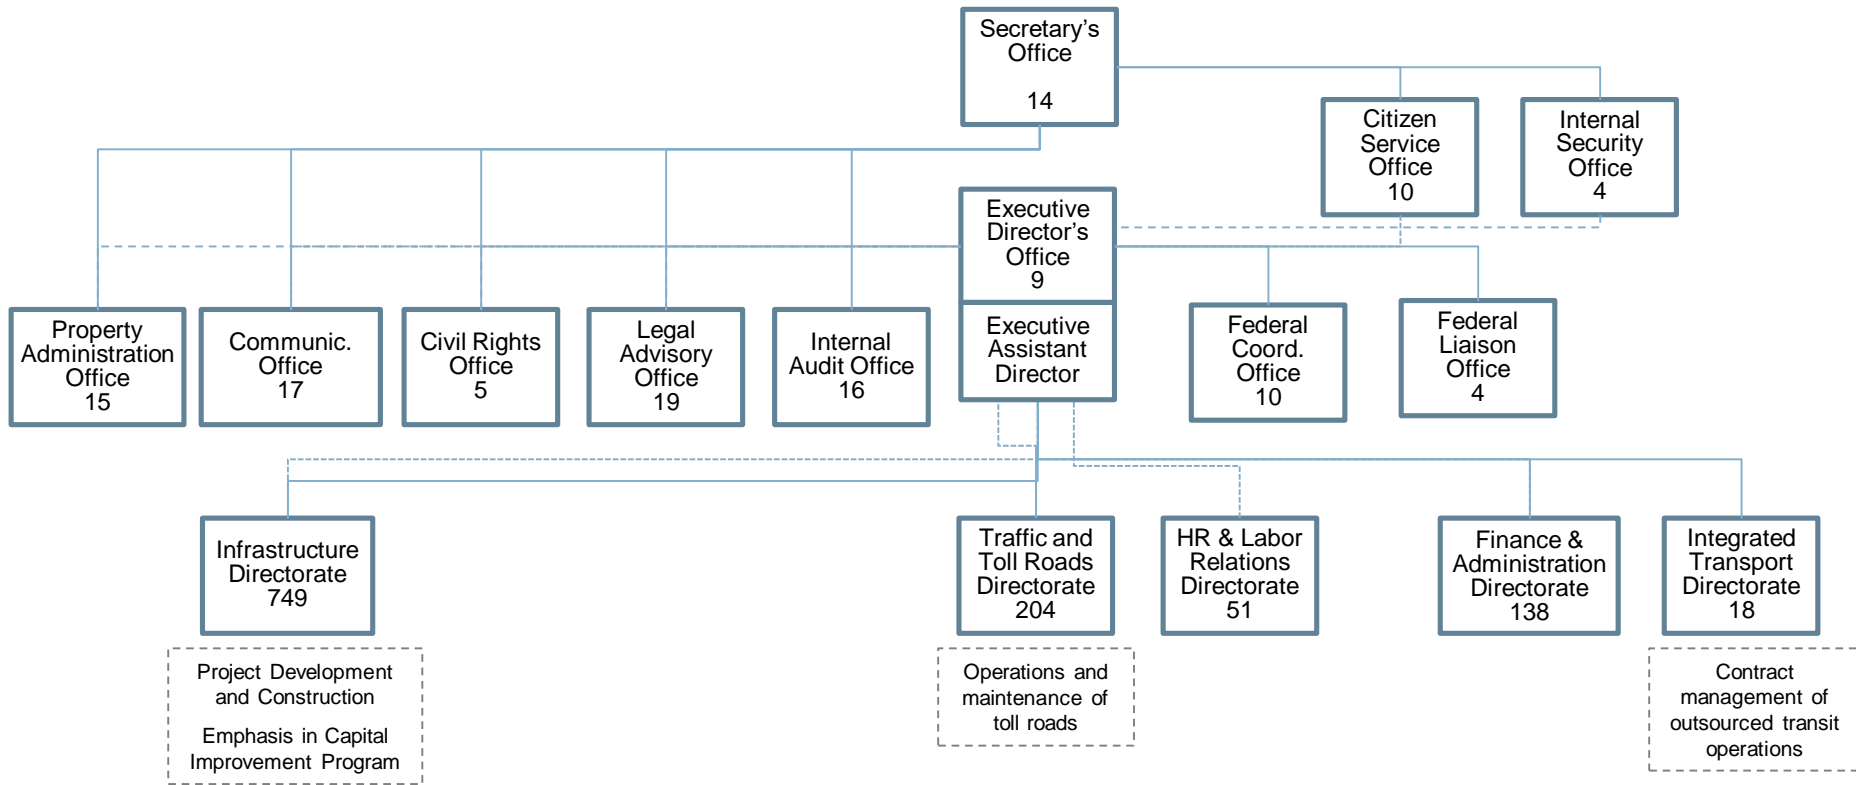 Secretary’s
Office
14
Citizen
Service
Office
10
Internal
Security
Office
4
Executive
Director’s
Office
9
Executive
Assistant
Director
Property
Administration
Office
15
Communic.
Office
17
Civil Rights
Office
5
Legal
Advisory
Office
19
Internal
Audit Office
16
Federal
Coord.
Office
10
Federal
Liaison
Office
4
Infrastructure
Directorate
749
Traffic and
Toll Roads
Directorate
204
HR & Labor
Relations
Directorate
51
Finance &
Administration
Directorate
138
Integrated
Transport
Directorate
18
Project Development
and Construction
Emphasis in Capital
Improvement Program
Operations and
maintenance of
toll roads
Contract
management of
outsourced transit
operations